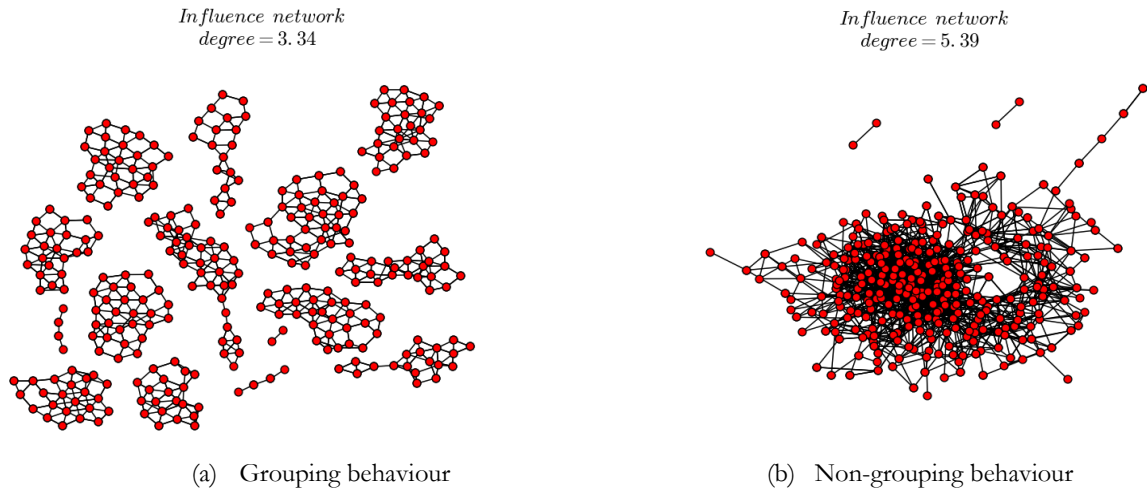 Influence network
degree = 3.34
Influence network
degree = 5.39
(a) Grouping behaviour
(b) Non-grouping behaviour